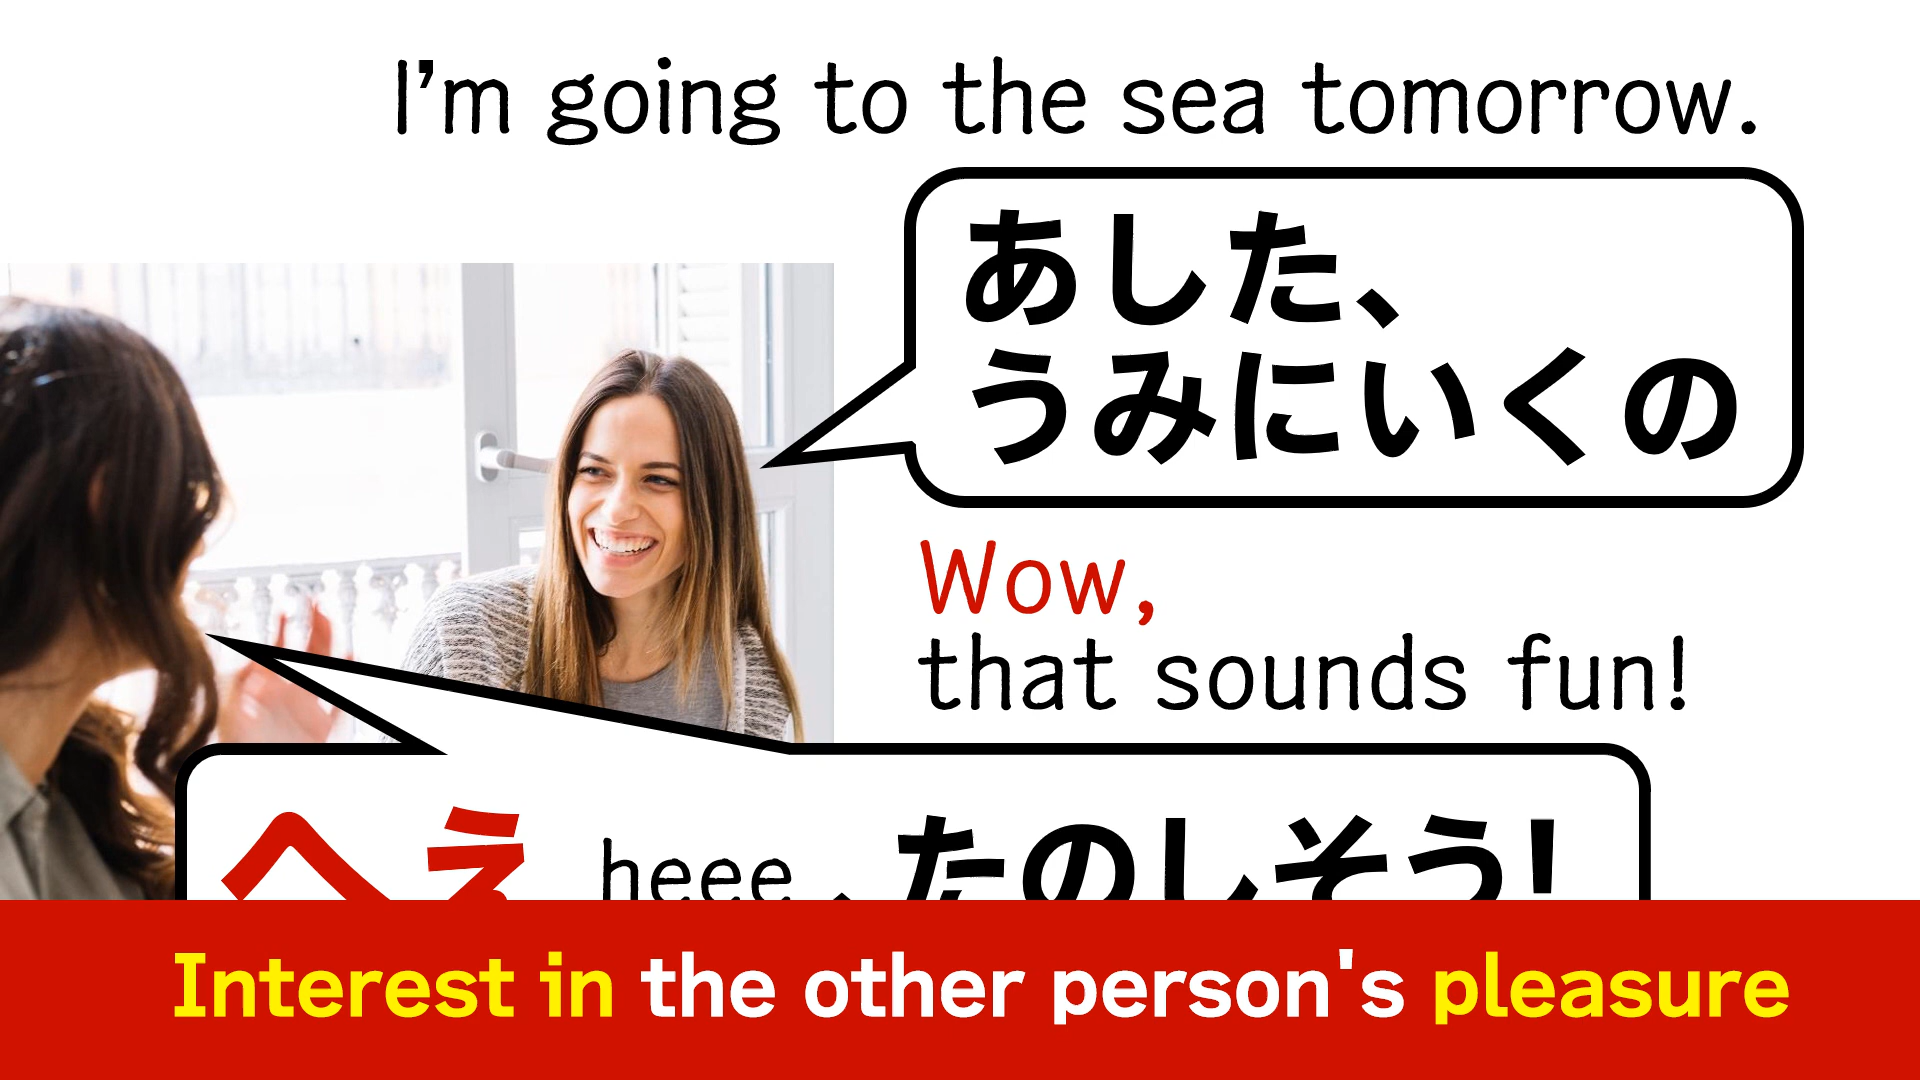 I'm going to the sea tomorrow.
あした、
うみにいくの
Wow,
that sounds fun!
へえ heee 、たのしそう!
Interest in the other person's pleasure